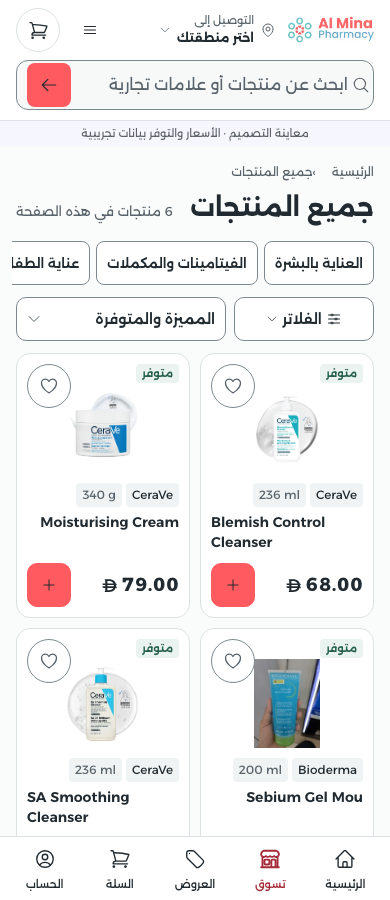 Al Mina
Pharmacy
التوصيل إلى
اختر منطقتك
ابحث عن منتجات أو علامات تجارية
معاينة التصميم · الأسعار والتوفر بيانات تجريبية
الرئيسية
جميع المنتجات
جميع المنتجات
6 منتجات في هذه الصفحة
العناية بالبشرة
الفيتامينات والمكملات
عناية الطفل
الفلاتر
المميزة والمتوفرة
متوفر
CeraVe
236 ml
Blemish Control
Cleanser
68.00
متوفر
CeraVe
CeraVe
340 g
Moisturising Cream
79.00
متوفر
Bioderma
200 ml
Sebium Gel Mou
متوفر
CeraVe
CeraVe
236 ml
SA Smoothing
Cleanser
الرئيسية
تسوق
العروض
السلة
الحساب